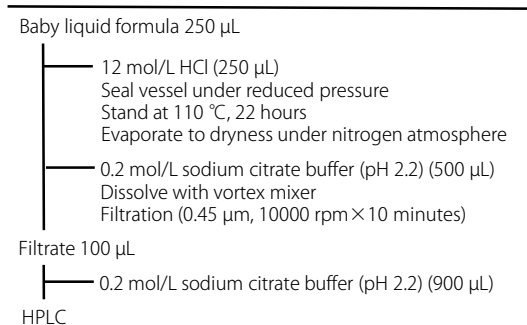 Baby liquid formula 250 µL
12 mol/L HCl (250 µL)
Seal vessel under reduced pressure
Stand at 110 ℃, 22 hours
Evaporate to dryness under nitrogen atmosphere
0.2 mol/L sodium citrate buffer (pH 2.2) (500 µL)
Dissolve with vortex mixer
Filtration (0.45 µm, 10000 rpm×10 minutes)
Filtrate 100 µL
0.2 mol/L sodium citrate buffer (pH 2.2) (900 µL)
HPLC